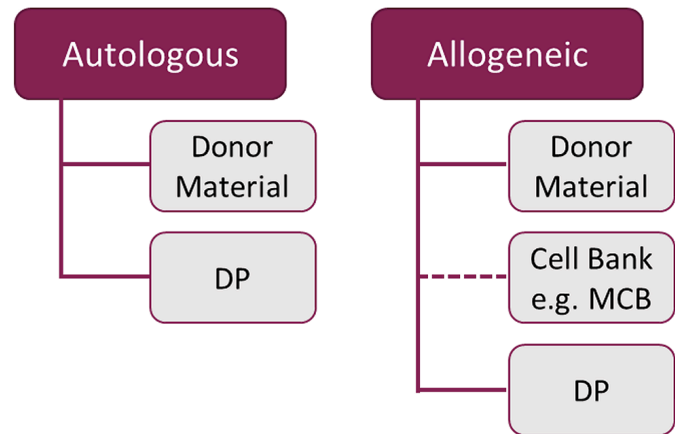 Autologous
Donor
Material
DP
Allogeneic
Donor
Material
Cell Bank
e.g. MCB
DP